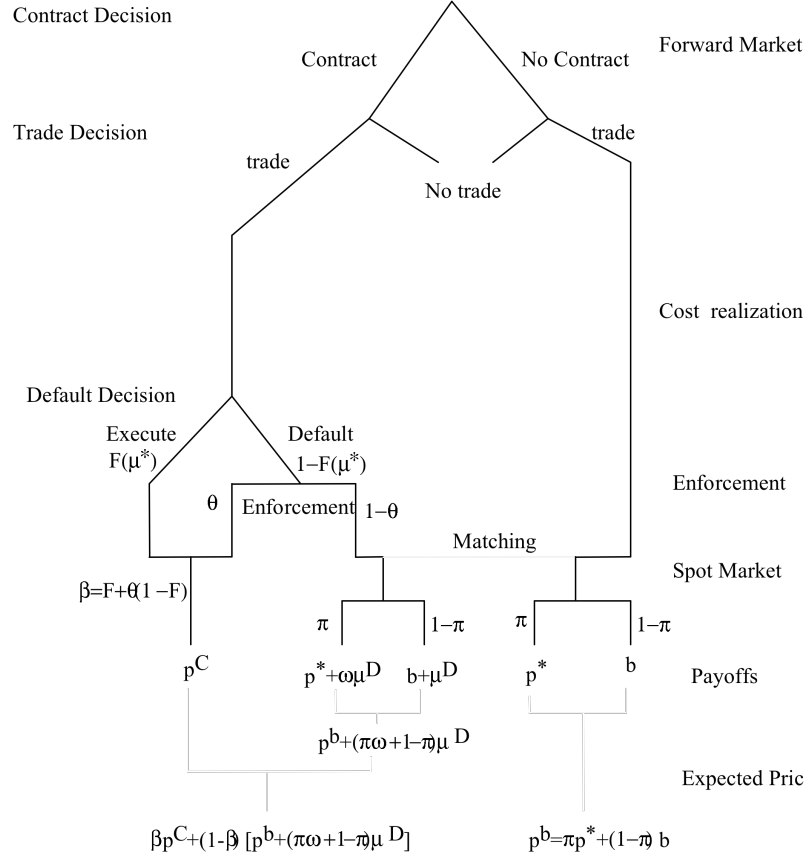 Contract Decision
Forward Market
Contract
No Contract
Trade Decision
trade
trade
No trade
Cost realization
Default Decision
Execute
F(μ*)
Default
1−F(μ*)
Enforcement
θ
Enforcement
1−θ
Matching
Spot Market
β=F+θ(1−F)
π
1−π
π
1−π
p^C
p*+ωμ^D
b+μ^D
p*
b
Payoffs
p^b+(πω+1−π)μ^D
Expected Pric
βp^C+(1-β) [p^b+(πω+1−π)μ^D]
p^b=πp*+(1−π) b